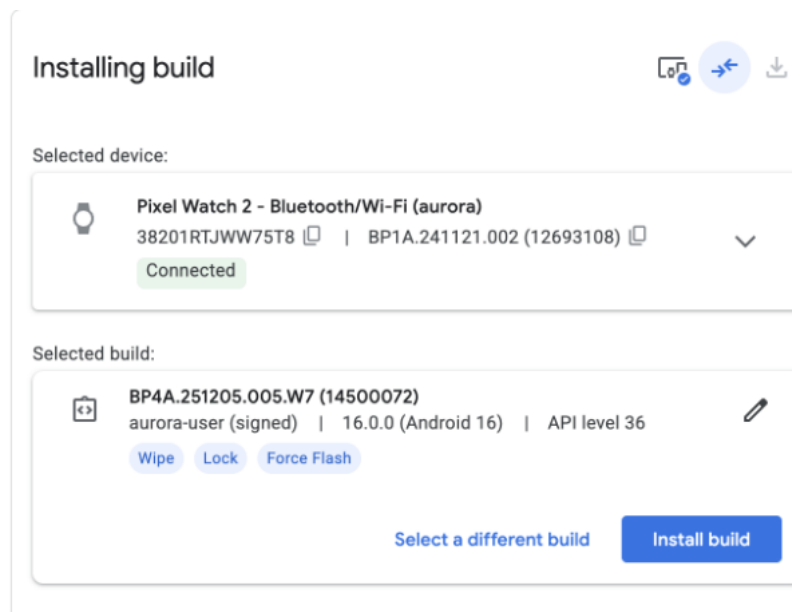 Installing build
Selected device:
Pixel Watch 2 - Bluetooth/Wi-Fi (aurora)
38201RTJWW75T8 | BP1A.241121.002 (12693108)
Connected
Selected build:
BP4A.251205.005.W7 (14500072)
aurora-user (signed) | 16.0.0 (Android 16) | API level 36
Wipe Lock Force Flash
Select a different build Install build